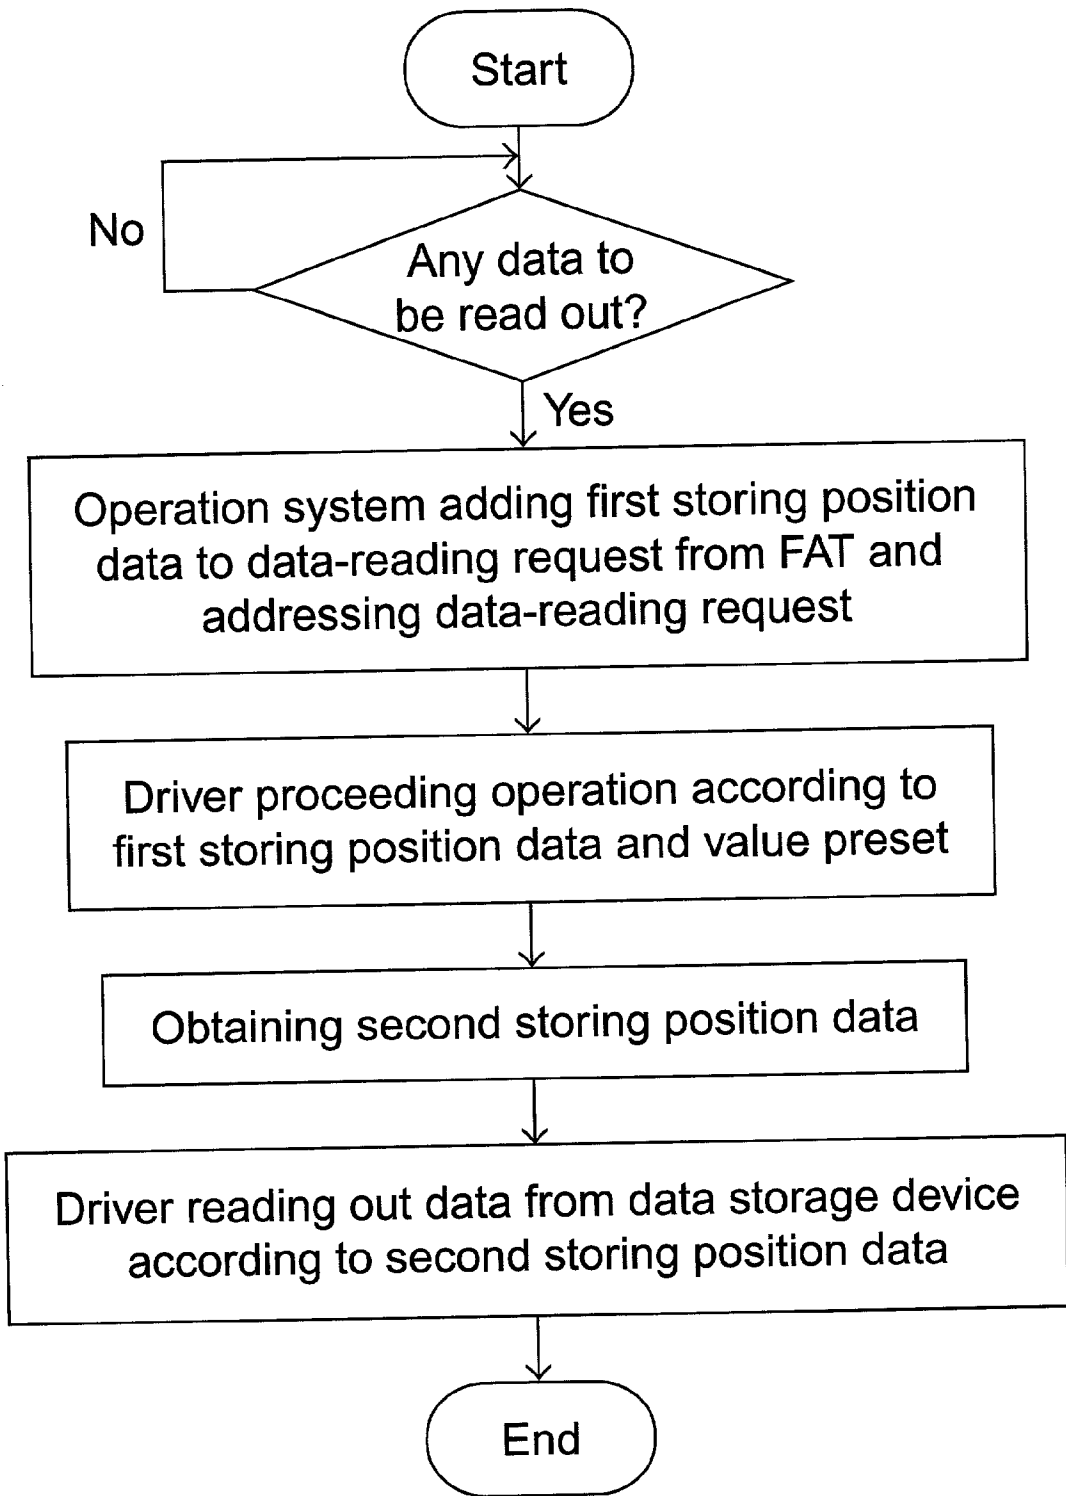 Start
No
Any data to
be read out?
Yes
Operation system adding first storing position
data to data-reading request from FAT and
addressing data-reading request
Driver proceeding operation according to
first storing position data and value preset
Obtaining second storing position data
Driver reading out data from data storage device
according to second storing position data
End